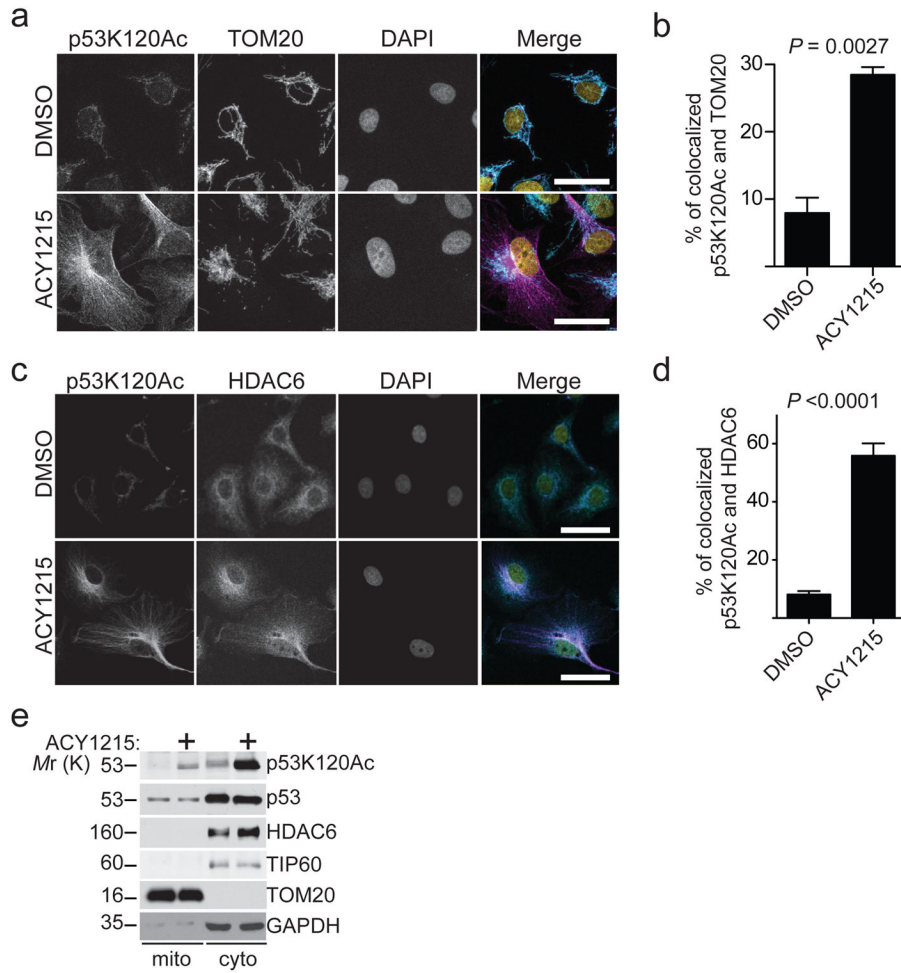 a
p53K120Ac TOM20 DAPI Merge
DMSO
ACY1215
b
P = 0.0027
% of colocalized
p53K120Ac and TOM20
30
20
10
DMSO
ACY1215
c
p53K120Ac HDAC6 DAPI Merge
DMSO
ACY1215
d
P <0.0001
% of colocalized
p53K120Ac and HDAC6
60
40
20
DMSO
ACY1215
e
ACY1215: + +
Mr (K) 53– p53K120Ac
53– p53
160– HDAC6
60– TIP60
16– TOM20
35– GAPDH
mito cyto